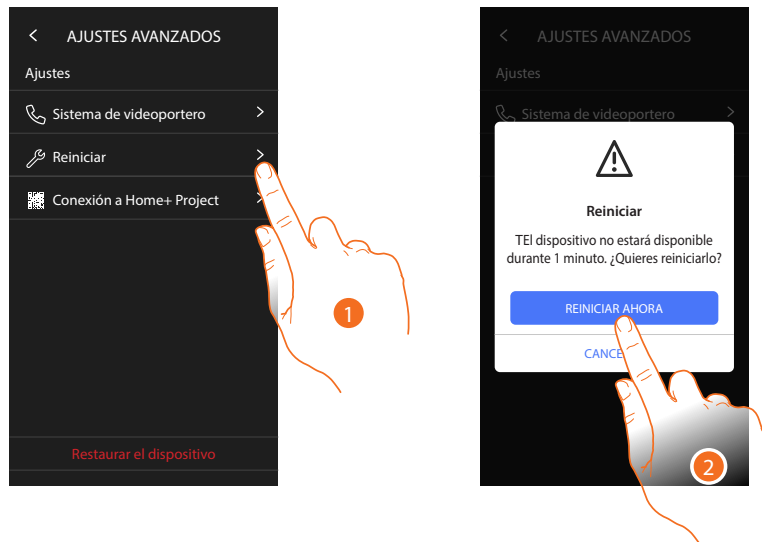 AJUSTES AVANZADOS
Ajustes
Sistema de videoportero
Reiniciar
Conexión a Home+ Project
Restaurar el dispositivo
1
AJUSTES AVANZADOS
Ajustes
Sistema de videoportero
Reiniciar
TEl dispositivo no estará disponible
durante 1 minuto. ¿Quieres reiniciarlo?
REINICIAR AHORA
CANCE
2